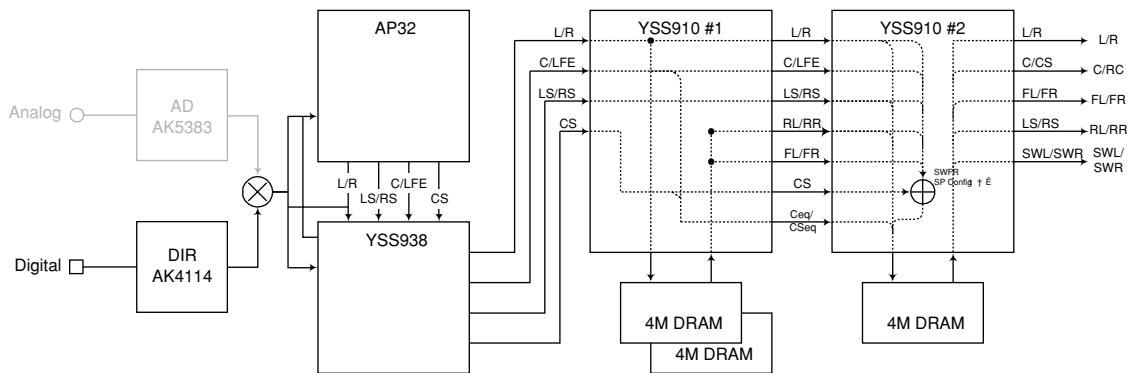 AP32
YSS910 #1
YSS910 #2
L/R
L/R
L/R
L/R
C/LFE
C/LFE
C/CS
C/RC
AD
AK5383
Analog
LS/RS
LS/RS
FL/FR
FL/FR
CS
RL/RR
LS/RS
RL/RR
FL/FR
SWL/SWR
SWL/
SWR
L/R
LS/RS
C/LFE
CS
CS
SWFR
SP Config
Ceq/
CSeq
YSS938
DIR
AK4114
Digital
4M DRAM
4M DRAM
4M DRAM